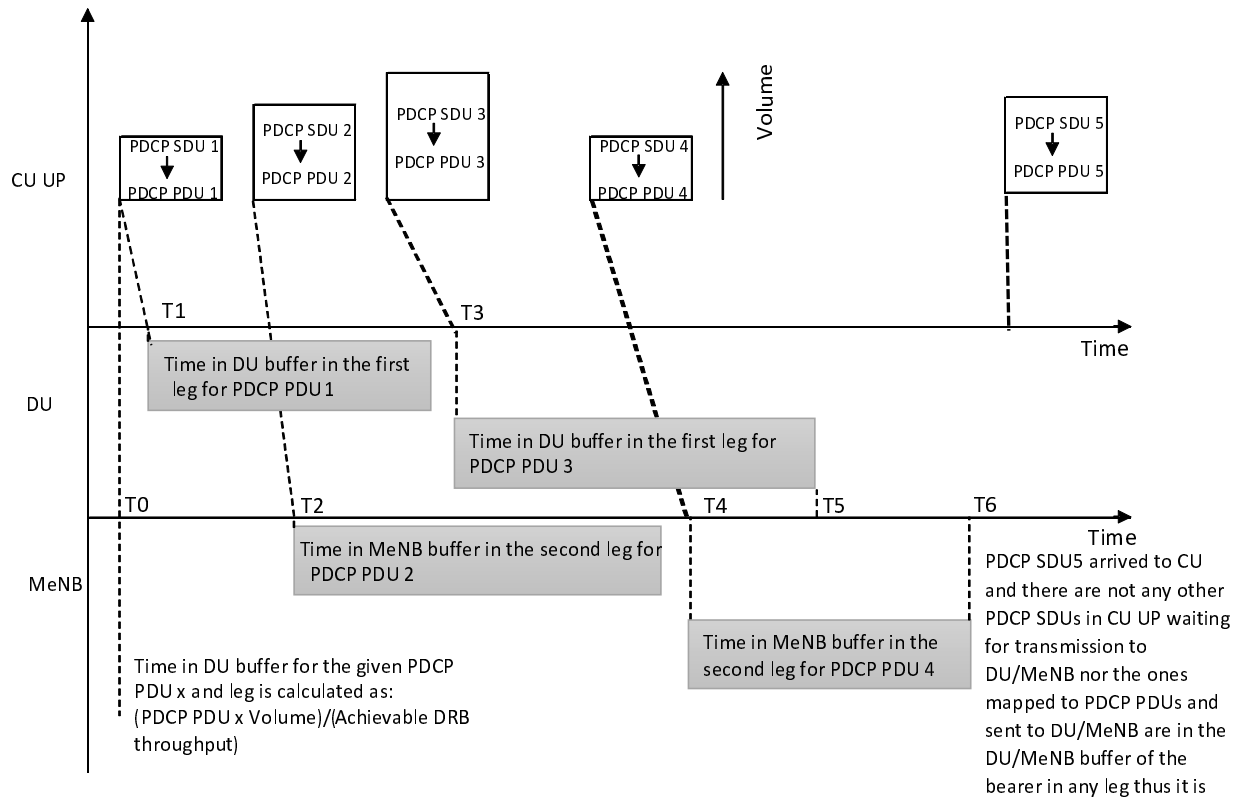 PDCP SDU 1
PDCP PDU 1
PDCP SDU 2
PDCP PDU 2
PDCP SDU 3
PDCP PDU 3
PDCP SDU 4
PDCP PDU 4
Volume
PDCP SDU 5
PDCP PDU 5
CU UP
T1
T3
Time
Time in DU buffer in the first
leg for PDCP PDU 1
DU
Time in DU buffer in the first leg for
PDCP PDU 3
T0
T2
T4
T5
T6
Time
Time in MeNB buffer in the second leg for
PDCP PDU 2
MeNB
Time in MeNB buffer in the
second leg for PDCP PDU 4
Time in DU buffer for the given PDCP
PDU x and leg is calculated as:
(PDCP PDU x Volume)/(Achievable DRB
throughput)
PDCP SDU5 arrived to CU
and there are not any other
PDCP SDUs in CU UP waiting
for transmission to
DU/MeNB nor the ones
mapped to PDCP PDUs and
sent to DU/MeNB are in the
DU/MeNB buffer of the
bearer in any leg thus it is